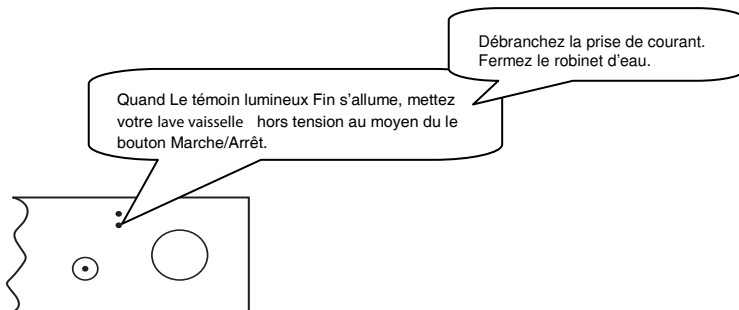 Débranchez la prise de courant.
Fermez le robinet d'eau.
Quand Le témoin lumineux Fin s'allume, mettez
votre lave vaisselle hors tension au moyen du le
bouton Marche/Arrêt.